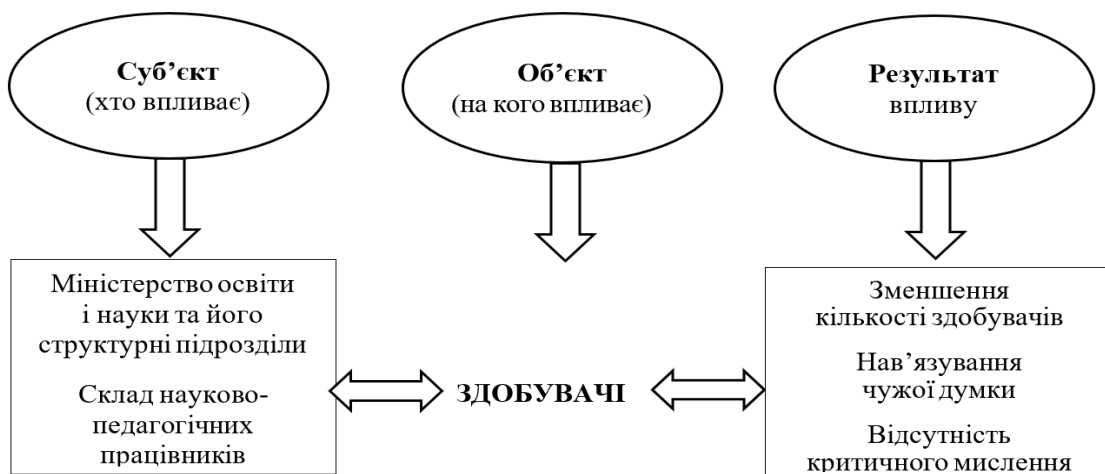 Суб’єкт
(хто впливає)
Об’єкт
(на кого впливає)
Результат
впливу
Міністерство освіти
і науки та його
структурні підрозділи
Склад науково-
педагогічних
працівників
ЗДОБУВАЧІ
Зменшення
кількості здобувачів
Нав’язування
чужої думки
Відсутність
критичного мислення